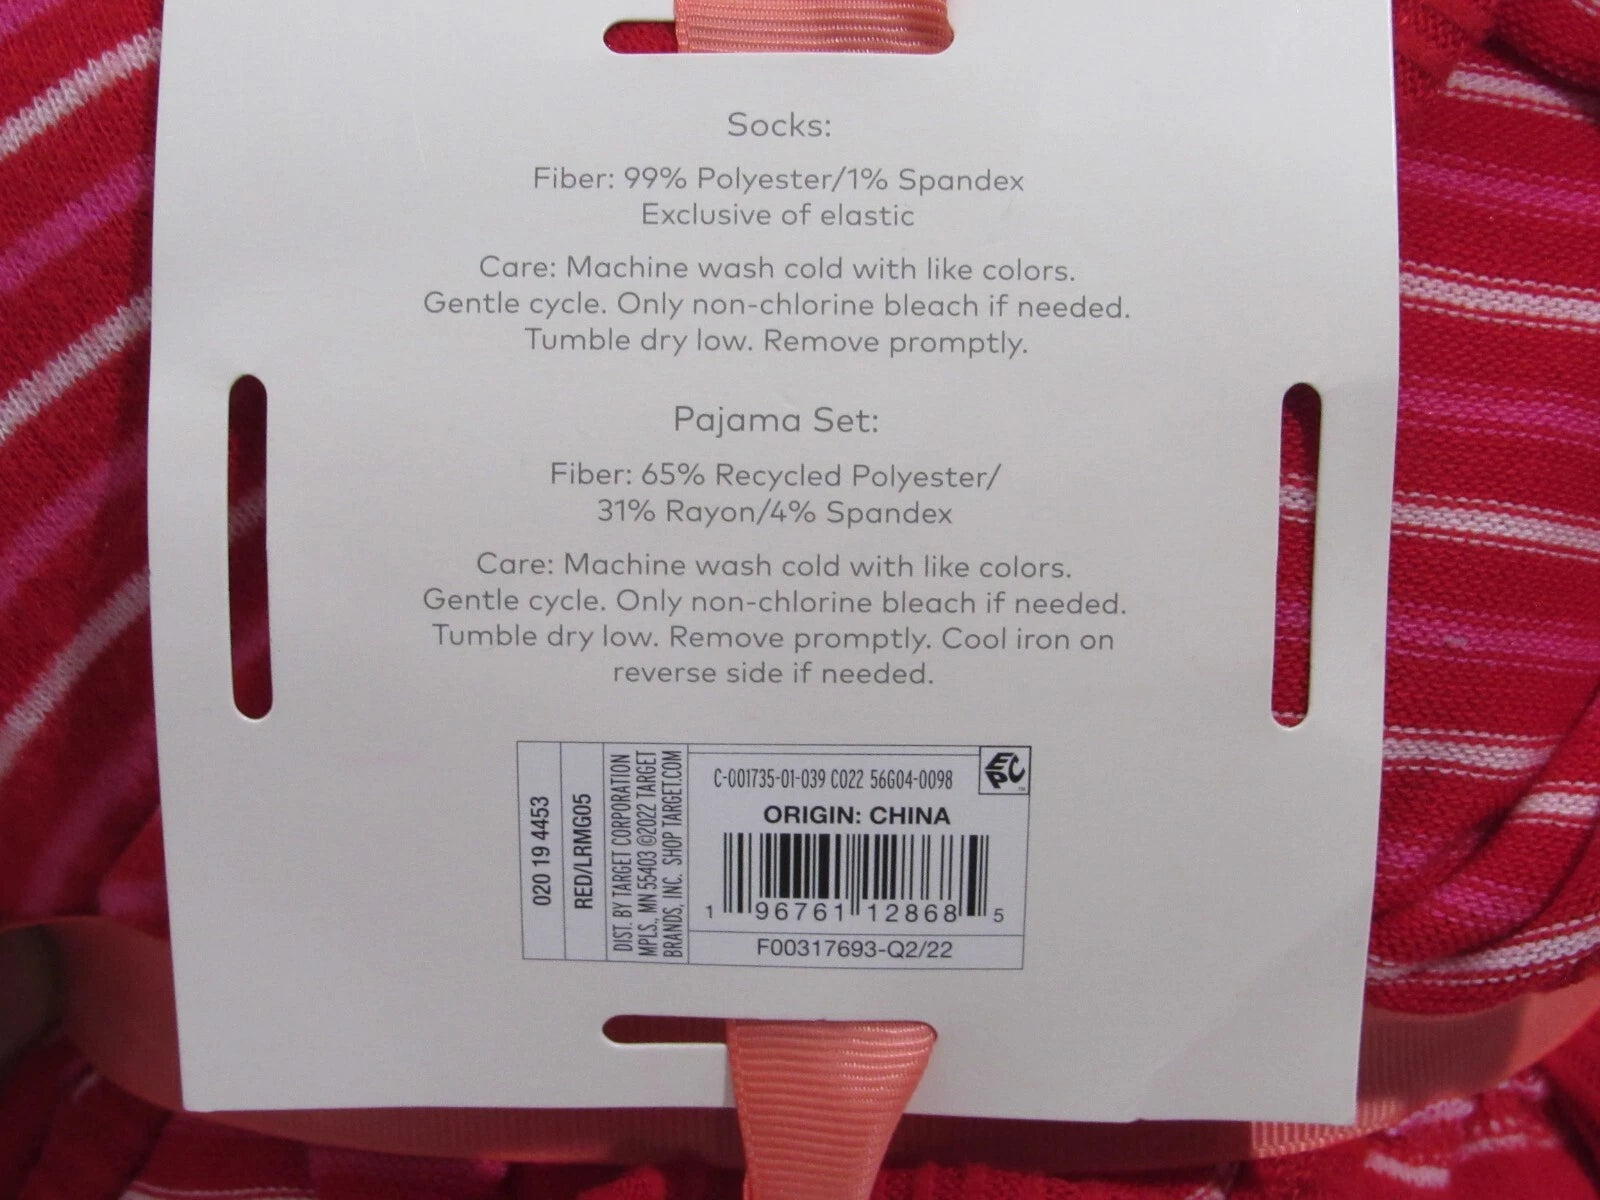 Socks:
Fiber: 99% Polyester/1% Spandex
Exclusive of elastic
Care: Machine wash cold with like colors.
Gentle cycle. Only non-chlorine bleach if needed.
Tumble dry low. Remove promptly.
Pajama Set:
Fiber: 65% Recycled Polyester/
31% Rayon/4% Spandex
Care: Machine wash cold with like colors.
Gentle cycle. Only non-chlorine bleach if needed.
Tumble dry low. Remove promptly. Cool iron on
reverse side if needed.
020 19 4453
RED/LRMG05
DIST. BY TARGET CORPORATION
MPLS., MN 55403 ©2022 TARGET
BRANDS, INC. SHOP TARGET.COM
C-001735-01-039 C022 56G04-0098
EPC™
ORIGIN: CHINA
1 96761 12868 5
F00317693-Q2/22